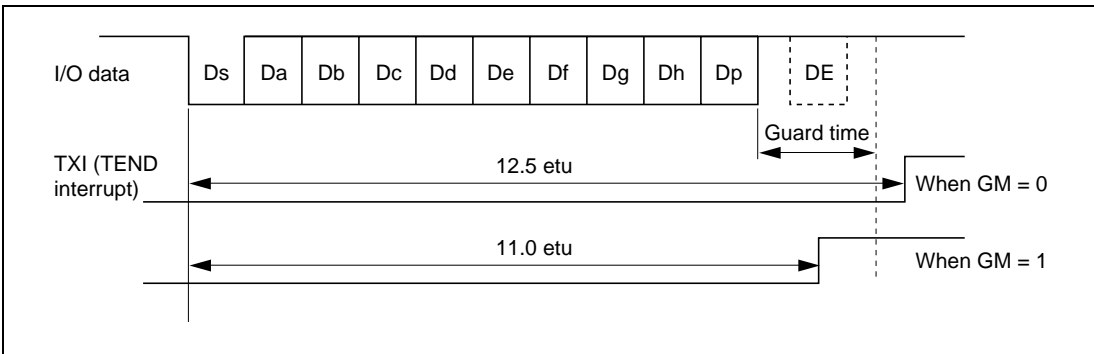 I/O data
Ds Da Db Dc Dd De Df Dg Dh Dp DE
Guard time
TXI (TEND
interrupt)
12.5 etu
When GM = 0
11.0 etu
When GM = 1